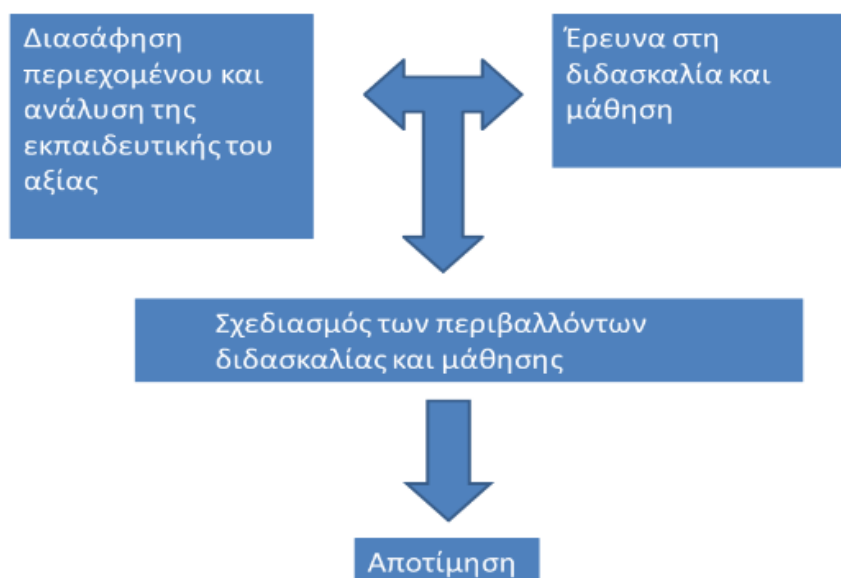 Διασάφηση
περιεχομένου και
ανάλυση της
εκπαιδευτικής του
αξίας
Έρευνα στη
διδασκαλία και
μάθηση
Σχεδιασμός των περιβαλλόντων
διδασκαλίας και μάθησης
Αποτίμηση